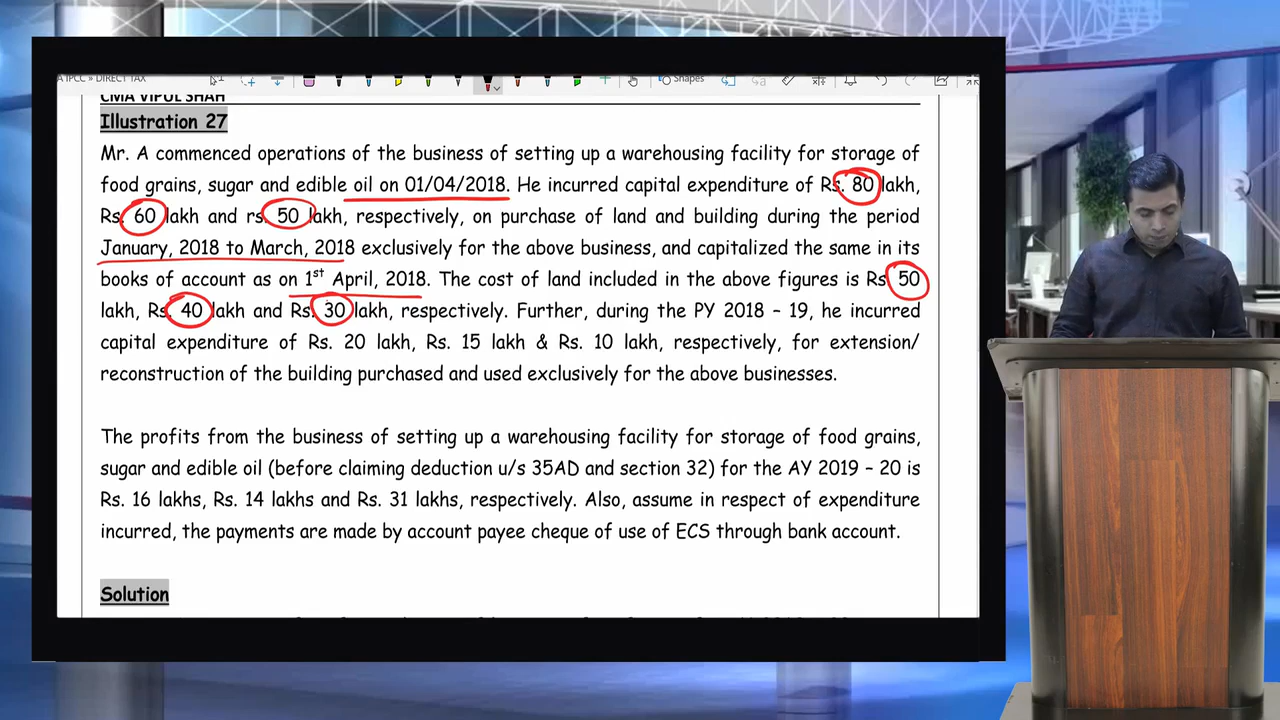 A IPCC » DIRECT TAX
Shapes
CMA VIPUL SHAH
Illustration 27
Mr. A commenced operations of the business of setting up a warehousing facility for storage of
food grains, sugar and edible oil on 01/04/2018. He incurred capital expenditure of Rs. 80 lakh,
Rs. 60 lakh and rs. 50 lakh, respectively, on purchase of land and building during the period
January, 2018 to March, 2018 exclusively for the above business, and capitalized the same in its
books of account as on 1st April, 2018. The cost of land included in the above figures is Rs 50
lakh, Rs. 40 lakh and Rs. 30 lakh, respectively. Further, during the PY 2018 – 19, he incurred
capital expenditure of Rs. 20 lakh, Rs. 15 lakh & Rs. 10 lakh, respectively, for extension/
reconstruction of the building purchased and used exclusively for the above businesses.
The profits from the business of setting up a warehousing facility for storage of food grains,
sugar and edible oil (before claiming deduction u/s 35AD and section 32) for the AY 2019 – 20 is
Rs. 16 lakhs, Rs. 14 lakhs and Rs. 31 lakhs, respectively. Also, assume in respect of expenditure
incurred, the payments are made by account payee cheque of use of ECS through bank account.
Solution